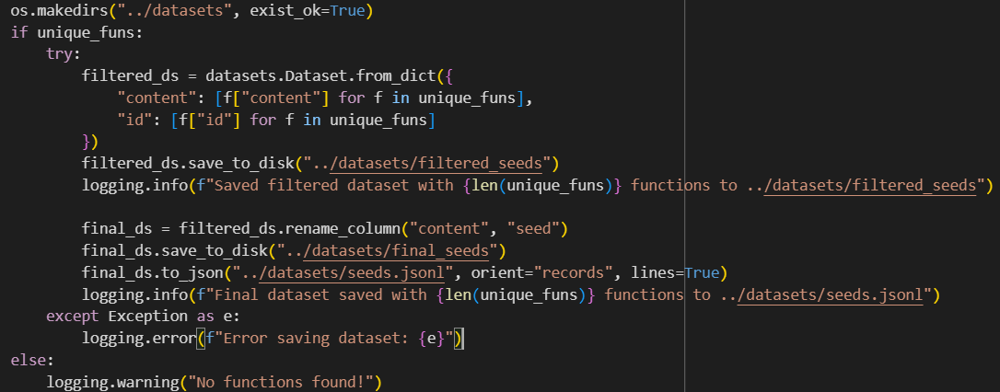 os.makedirs("../datasets", exist_ok=True)
if unique_funs:
    try:
        filtered_ds = datasets.Dataset.from_dict({
            "content": [f["content"] for f in unique_funs],
            "id": [f["id"] for f in unique_funs]
        })
        filtered_ds.save_to_disk("../datasets/filtered_seeds")
        logging.info(f"Saved filtered dataset with {len(unique_funs)} functions to ../datasets/filtered_seeds")

        final_ds = filtered_ds.rename_column("content", "seed")
        final_ds.save_to_disk("../datasets/final_seeds")
        final_ds.to_json("../datasets/seeds.jsonl", orient="records", lines=True)
        logging.info(f"Final dataset saved with {len(unique_funs)} functions to ../datasets/seeds.jsonl")
    except Exception as e:
        logging.error(f"Error saving dataset: {e}")
else:
    logging.warning("No functions found!")